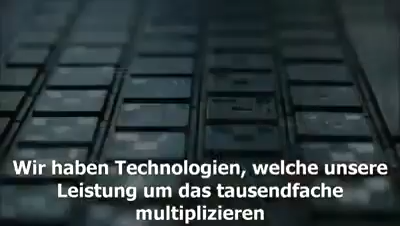 Wir haben Technologien, welche unsere
Leistung um das tausendfache
multiplizieren